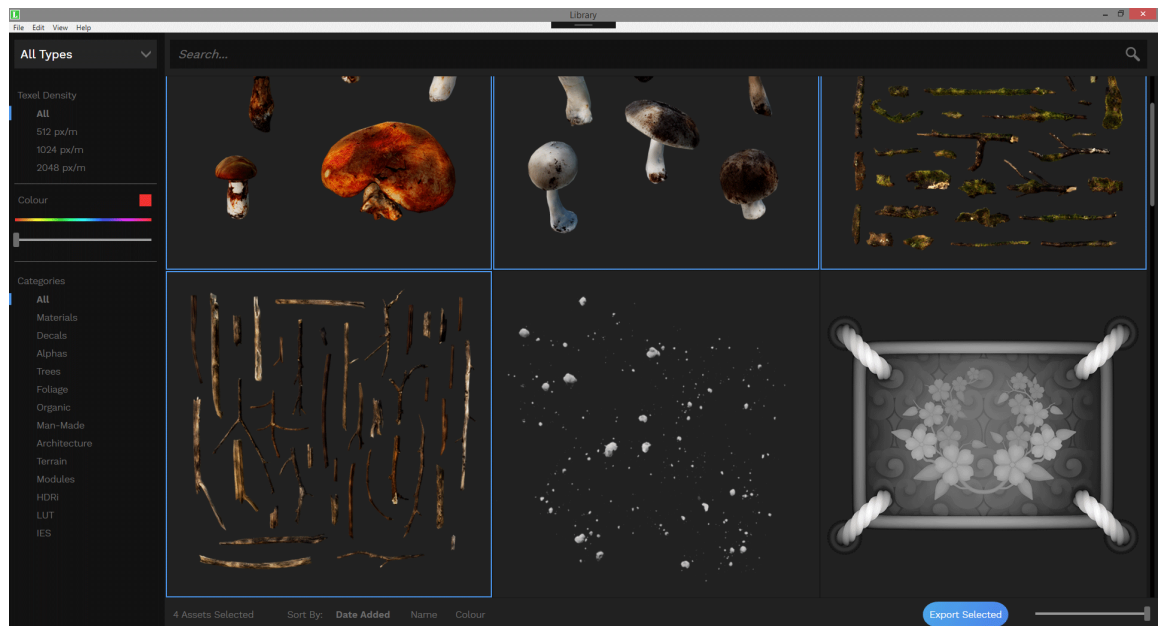 L
Library
File Edit View Help
All Types
Search...
Texel Density
All
512 px/m
1024 px/m
2048 px/m
Colour
Categories
All
Materials
Decals
Alphas
Trees
Foliage
Organic
Man-Made
Architecture
Terrain
Modules
HDRi
LUT
IES
4 Assets Selected Sort By: Date Added Name Colour Export Selected